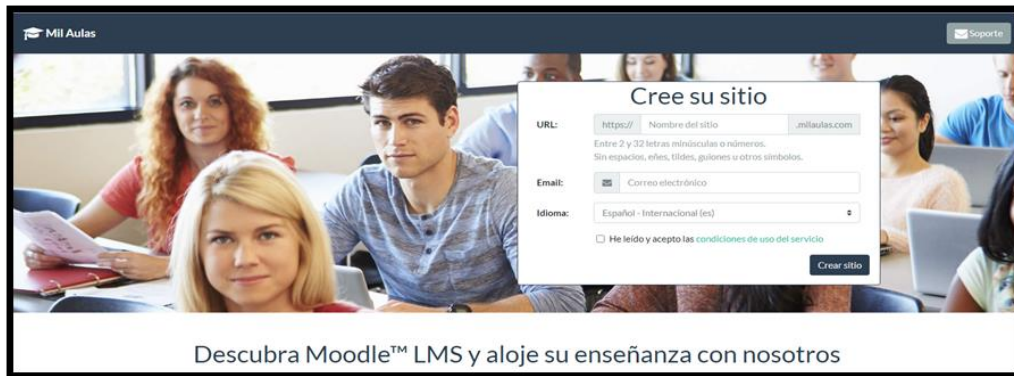 Mil Aulas
Soporte
Cree su sitio
URL: https:// Nombre del sitio .milaulas.com
Entre 2 y 32 letras minúsculas o números.
Sin espacios, eñes, tildes, guiones u otros símbolos.
Email: Correo electrónico
Idioma: Español - Internacional (es)
He leído y acepto las condiciones de uso del servicio
Crear sitio
Descubra Moodle™ LMS y aloje su enseñanza con nosotros